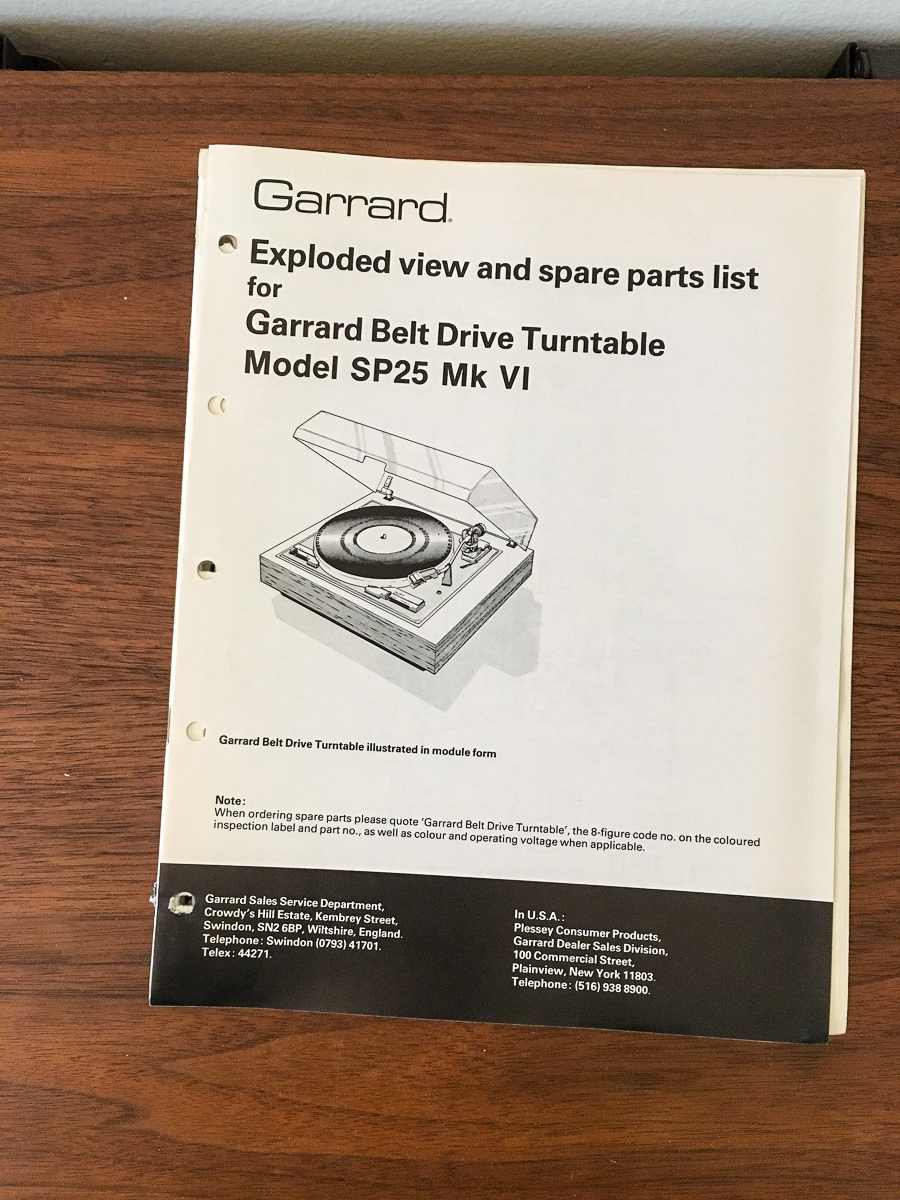 Garrard®
Exploded view and spare parts list
for
Garrard Belt Drive Turntable
Model SP25 Mk VI
Garrard Belt Drive Turntable illustrated in module form
Note:
When ordering spare parts please quote ‘Garrard Belt Drive Turntable’, the 8-figure code no. on the coloured
inspection label and part no., as well as colour and operating voltage when applicable.
Garrard Sales Service Department,
Crowdy's Hill Estate, Kembrey Street,
Swindon, SN2 6BP, Wiltshire, England.
Telephone: Swindon (0793) 41701.
Telex: 44271.
In U.S.A.:
Plessey Consumer Products,
Garrard Dealer Sales Division,
100 Commercial Street,
Plainview, New York 11803.
Telephone: (516) 938 8900.